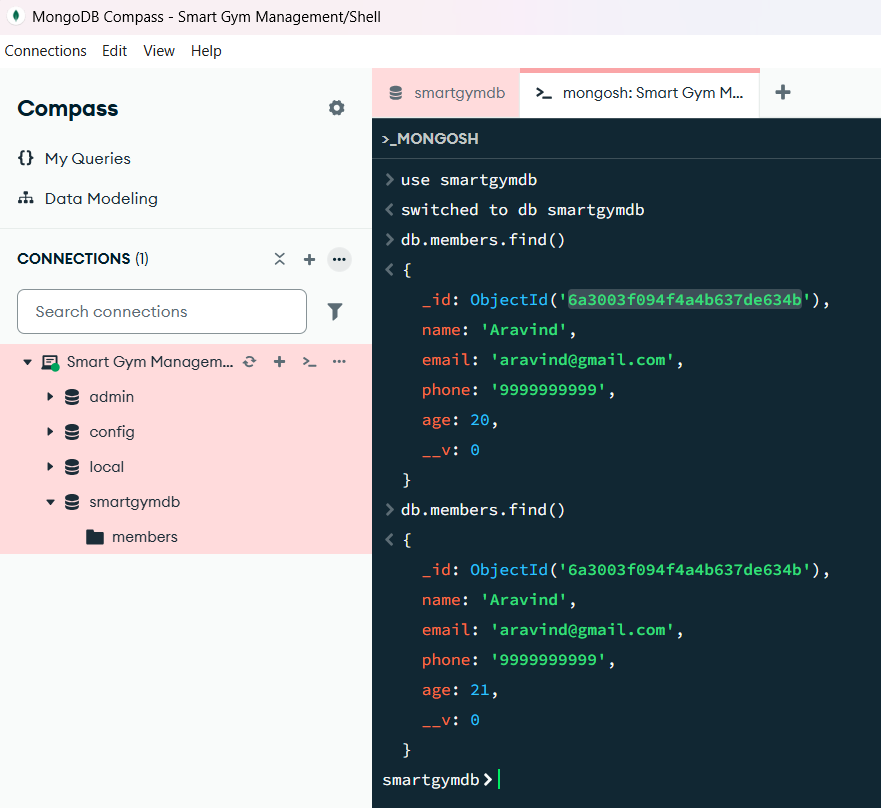 MongoDB Compass - Smart Gym Management/Shell
Connections Edit View Help
Compass
{} My Queries
Data Modeling
CONNECTIONS (1)
Search connections
Smart Gym Managem...
admin
config
local
smartgymdb
members
smartgymdb
>_ mongosh: Smart Gym M...
>_MONGOSH
> use smartgymdb
< switched to db smartgymdb
> db.members.find()
< {
_id: ObjectId('6a3003f094f4a4b637de634b'),
name: 'Aravind',
email: 'aravind@gmail.com',
phone: '9999999999',
age: 20,
__v: 0
}
> db.members.find()
< {
_id: ObjectId('6a3003f094f4a4b637de634b'),
name: 'Aravind',
email: 'aravind@gmail.com',
phone: '9999999999',
age: 21,
__v: 0
}
smartgymdb>